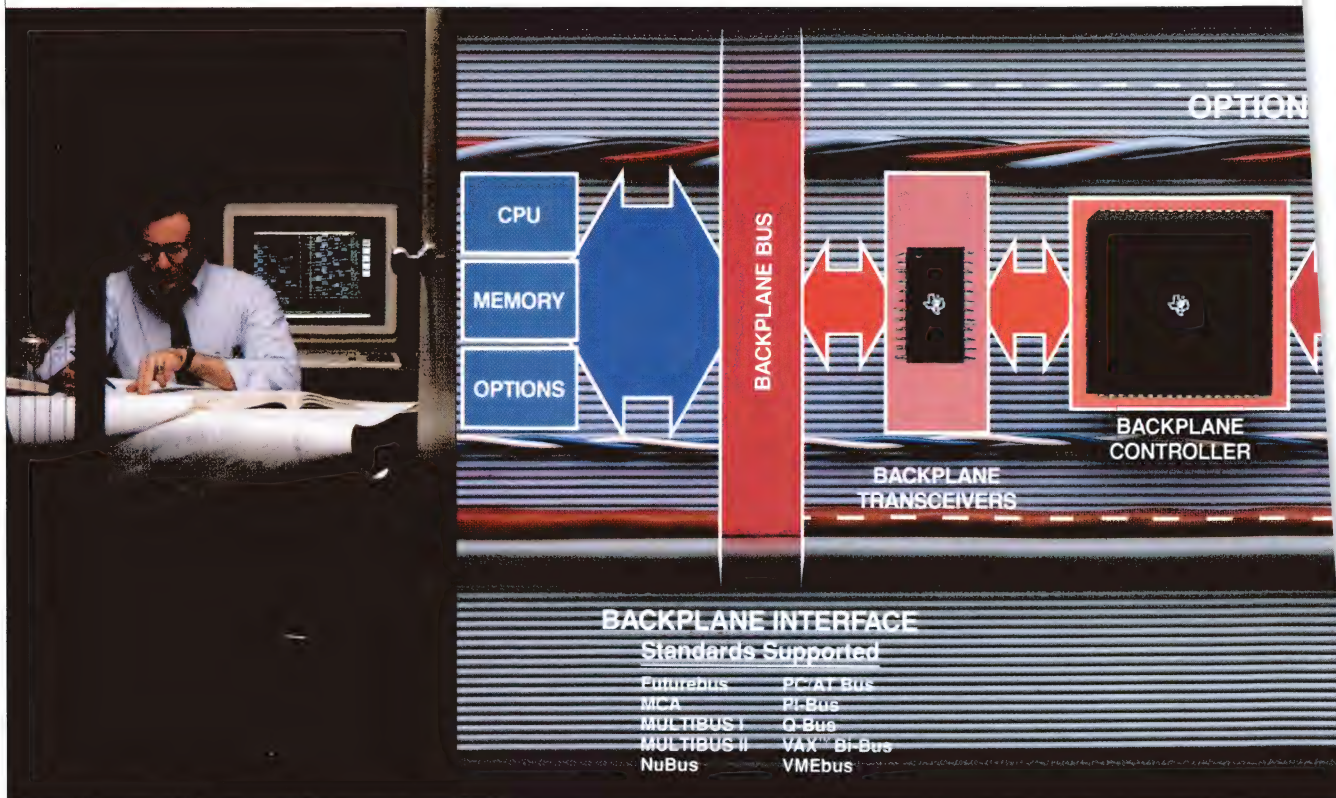 OPTION
CPU
MEMORY
OPTIONS
BACKPLANE BUS
BACKPLANE
TRANSCEIVERS
BACKPLANE
CONTROLLER
BACKPLANE INTERFACE
Standards Supported
Futurebus PC/AT Bus
MCA PI-Bus
MULTIBUS I Q-Bus
MULTIBUS II VAX™ BI-Bus
NuBus VMEbus